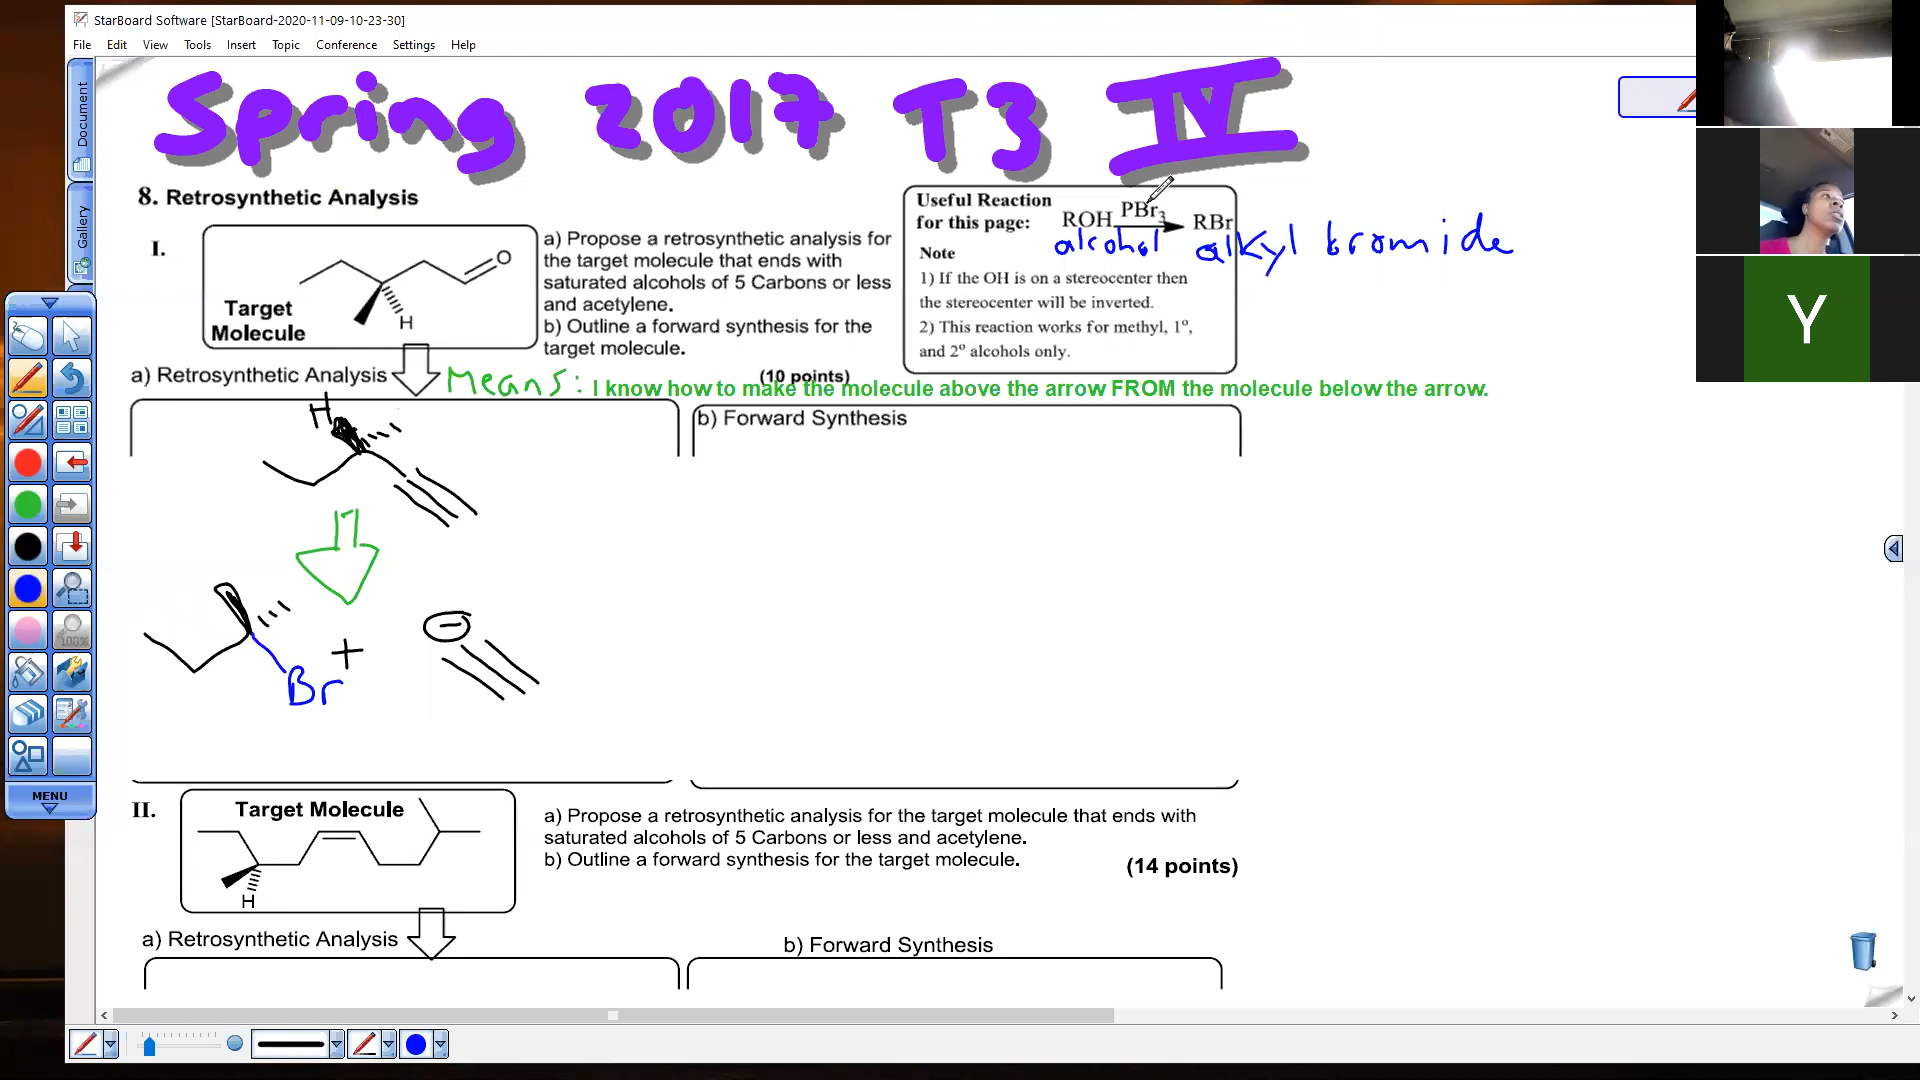 StarBoard Software [StarBoard-2020-11-09-10-23-30]
File Edit View Tools Insert Topic Conference Settings Help
Document
Gallery
Spring 2017 T3 IV
8. Retrosynthetic Analysis
I.
Target
Molecule
O
H
a) Propose a retrosynthetic analysis for
the target molecule that ends with
saturated alcohols of 5 Carbons or less
and acetylene.
b) Outline a forward synthesis for the
target molecule.
(10 points)
Useful Reaction
for this page:
ROH PBr3 RBr
alcohol alkyl bromide
Note
1) If the OH is on a stereocenter then
the stereocenter will be inverted.
2) This reaction works for methyl, 1º,
and 2º alcohols only.
Y
a) Retrosynthetic Analysis
Means: I know how to make the molecule above the arrow FROM the molecule below the arrow.
b) Forward Synthesis
H
Br
+
−
100%
MENU
II.
Target Molecule
H
a) Propose a retrosynthetic analysis for the target molecule that ends with
saturated alcohols of 5 Carbons or less and acetylene.
b) Outline a forward synthesis for the target molecule.
(14 points)
a) Retrosynthetic Analysis
b) Forward Synthesis